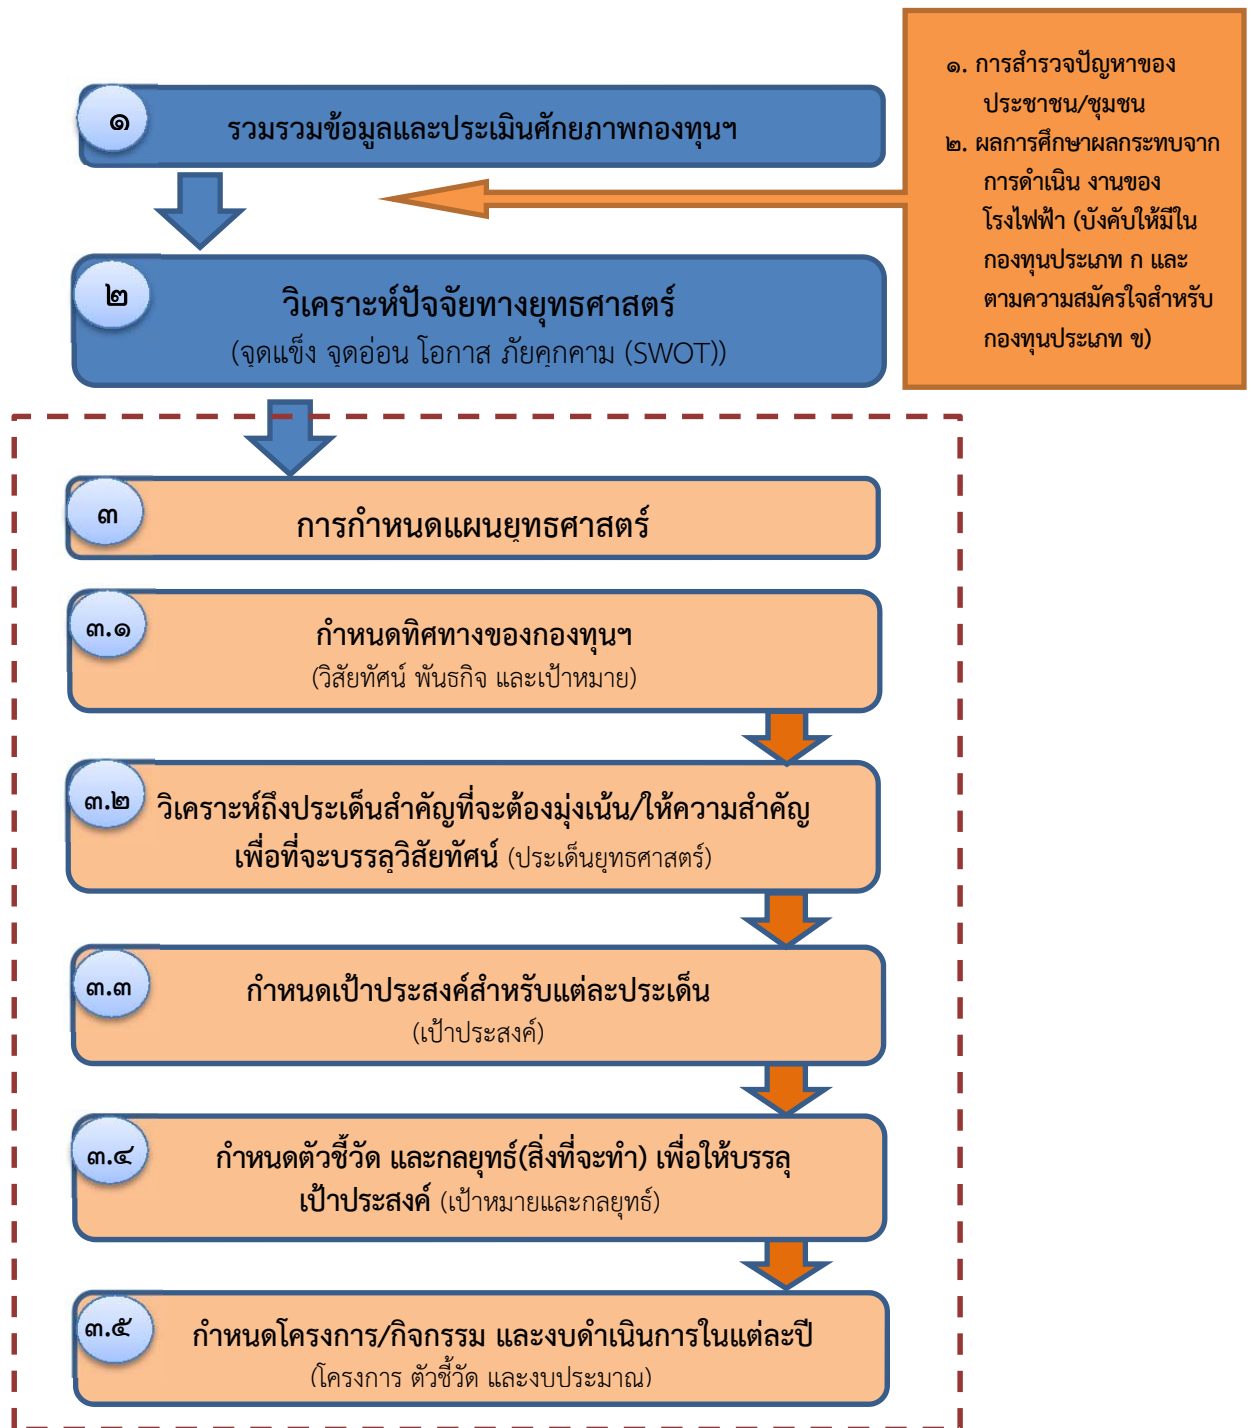 ๑. การสำรวจปัญหาของ
ประชาชน/ชุมชน
๒. ผลการศึกษาผลกระทบจาก
การดำเนิน งานของ
โรงไฟฟ้า (บังคับให้มีใน
กองทุนประเภท ก และ
ตามความสมัครใจสำหรับ
กองทุนประเภท ข)
๑
รวมรวมข้อมูลและประเมินศักยภาพกองทุนฯ
๒
วิเคราะห์ปัจจัยทางยุทธศาสตร์
(จุดแข็ง จุดอ่อน โอกาส ภัยคุกคาม (SWOT))
๓
การกำหนดแผนยุทธศาสตร์
๓.๑
กำหนดทิศทางของกองทุนฯ
(วิสัยทัศน์ พันธกิจ และเป้าหมาย)
๓.๒
วิเคราะห์ถึงประเด็นสำคัญที่จะต้องมุ่งเน้น/ให้ความสำคัญ
เพื่อที่จะบรรลุวิสัยทัศน์ (ประเด็นยุทธศาสตร์)
๓.๓
กำหนดเป้าประสงค์สำหรับแต่ละประเด็น
(เป้าประสงค์)
๓.๔
กำหนดตัวชี้วัด และกลยุทธ์(สิ่งที่จะทำ) เพื่อให้บรรลุ
เป้าประสงค์ (เป้าหมายและกลยุทธ์)
๓.๕
กำหนดโครงการ/กิจกรรม และงบดำเนินการในแต่ละปี
(โครงการ ตัวชี้วัด และงบประมาณ)